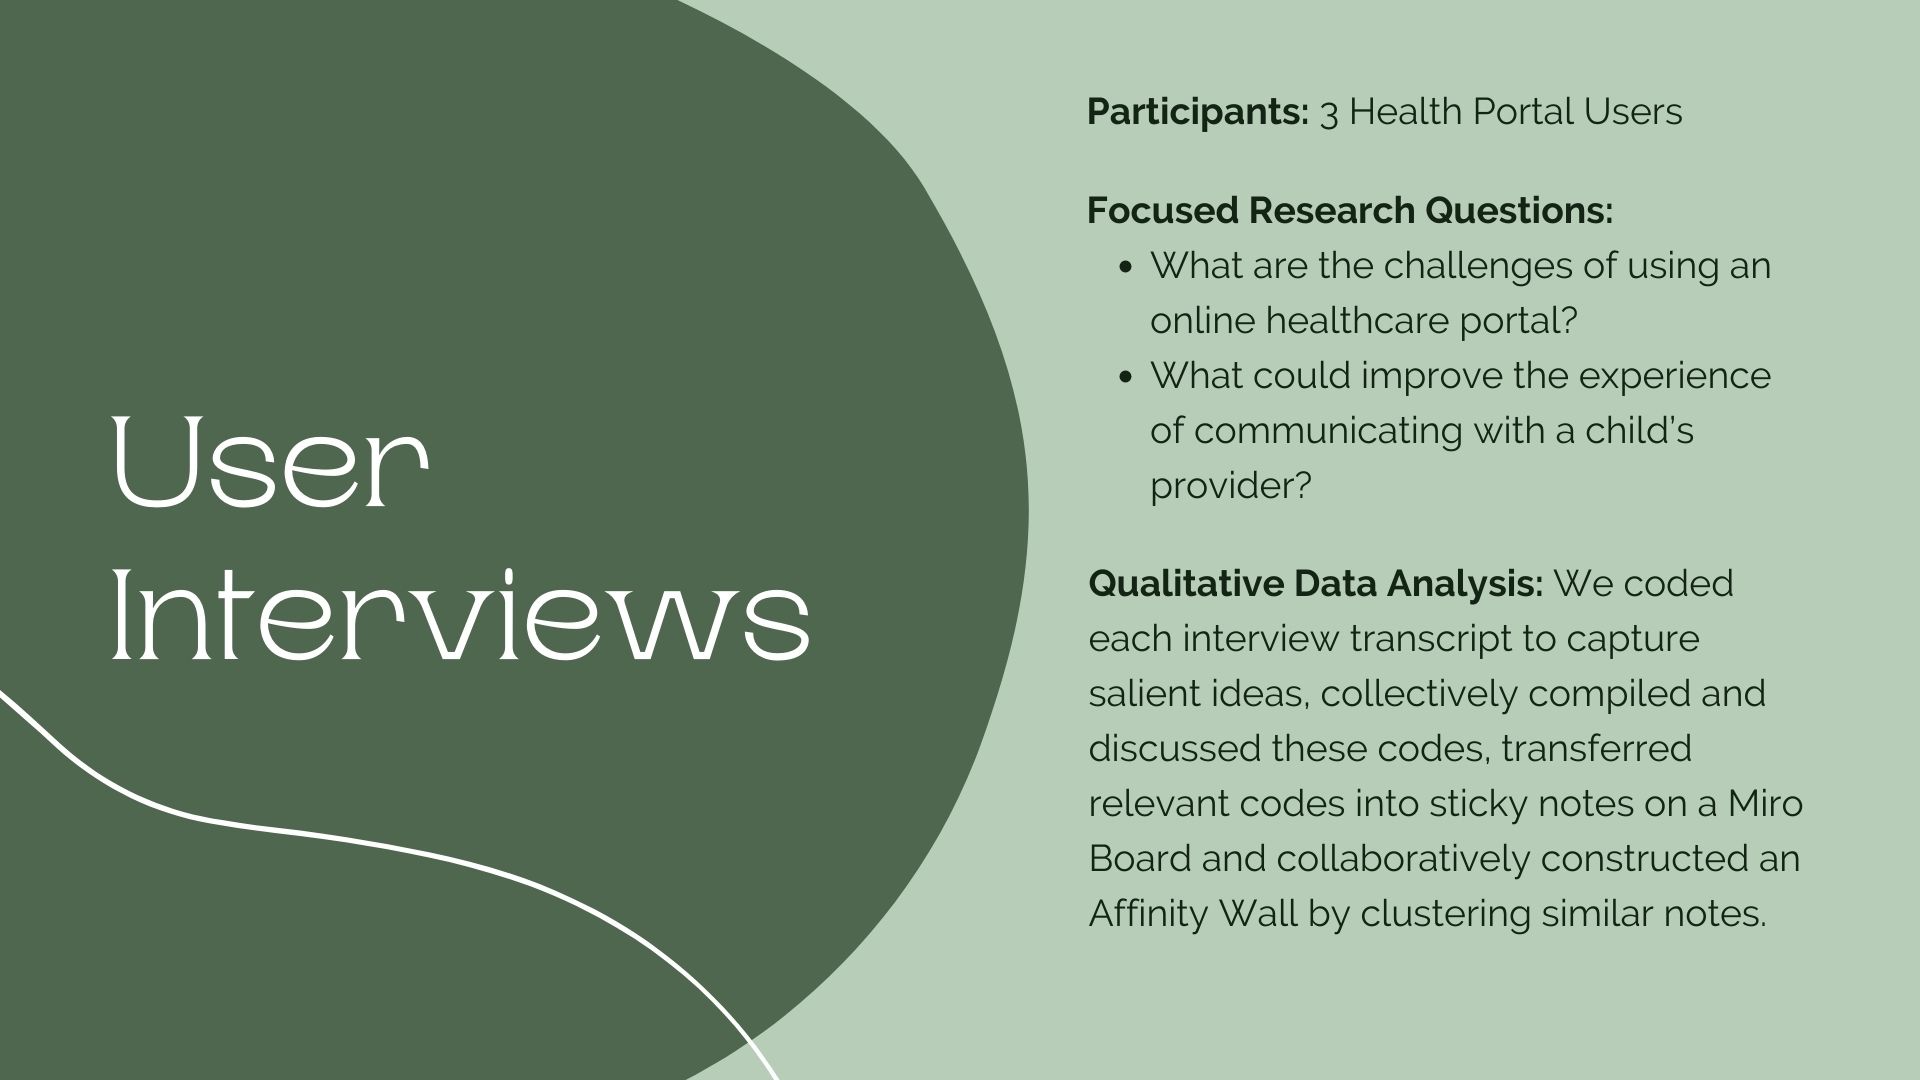 User
Interviews
Participants: 3 Health Portal Users
Focused Research Questions:
• What are the challenges of using an
online healthcare portal?
• What could improve the experience
of communicating with a child’s
provider?
Qualitative Data Analysis: We coded
each interview transcript to capture
salient ideas, collectively compiled and
discussed these codes, transferred
relevant codes into sticky notes on a Miro
Board and collaboratively constructed an
Affinity Wall by clustering similar notes.